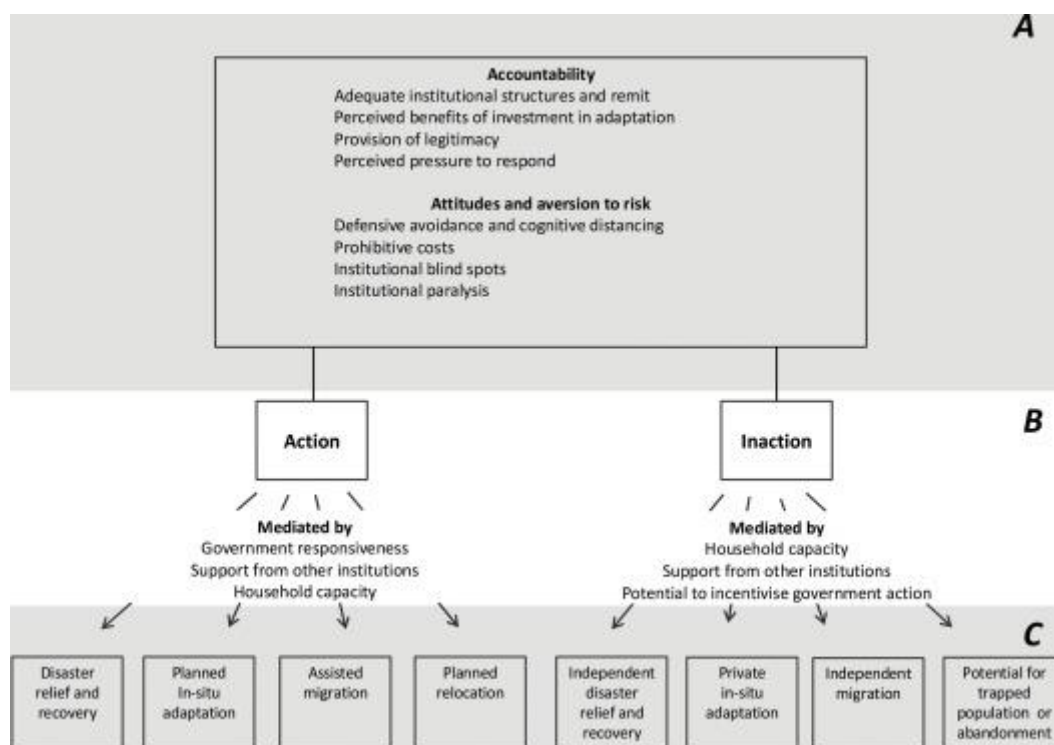 A
Accountability
Adequate institutional structures and remit
Perceived benefits of investment in adaptation
Provision of legitimacy
Perceived pressure to respond
Attitudes and aversion to risk
Defensive avoidance and cognitive distancing
Prohibitive costs
Institutional blind spots
Institutional paralysis
B
Action
Inaction
Mediated by
Government responsiveness
Support from other institutions
Household capacity
Mediated by
Household capacity
Support from other institutions
Potential to incentivise government action
C
Disaster
relief and
recovery
Planned
In-situ
adaptation
Assisted
migration
Planned
relocation
Independent
disaster
relief and
recovery
Private
in-situ
adaptation
Independent
migration
Potential for
trapped
population or
abandonment